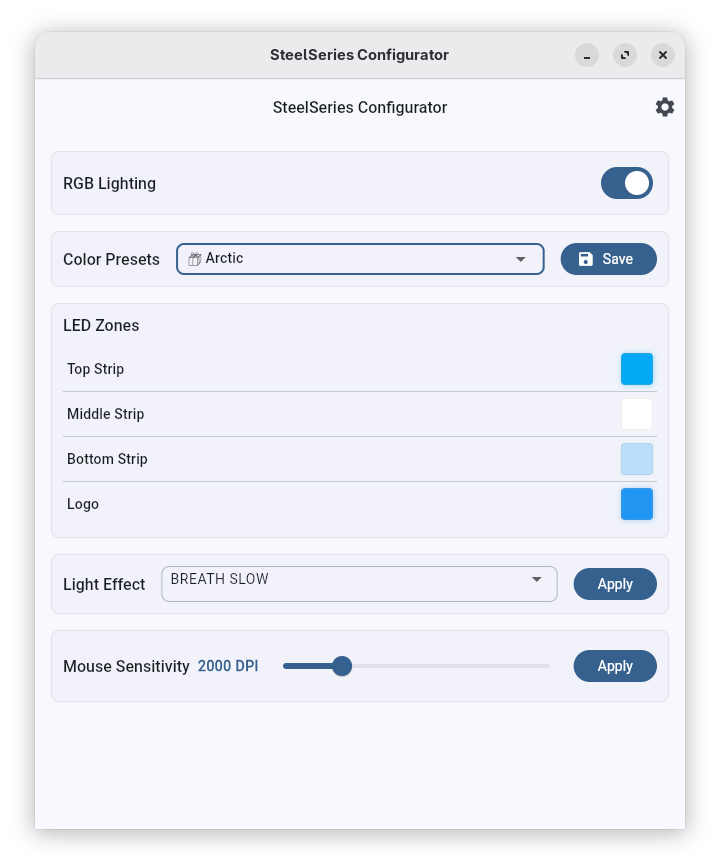 SteelSeries Configurator
SteelSeries Configurator
RGB Lighting
Color Presets
Arctic
Save
LED Zones
Top Strip
Middle Strip
Bottom Strip
Logo
Light Effect
BREATH SLOW
Apply
Mouse Sensitivity 2000 DPI
Apply